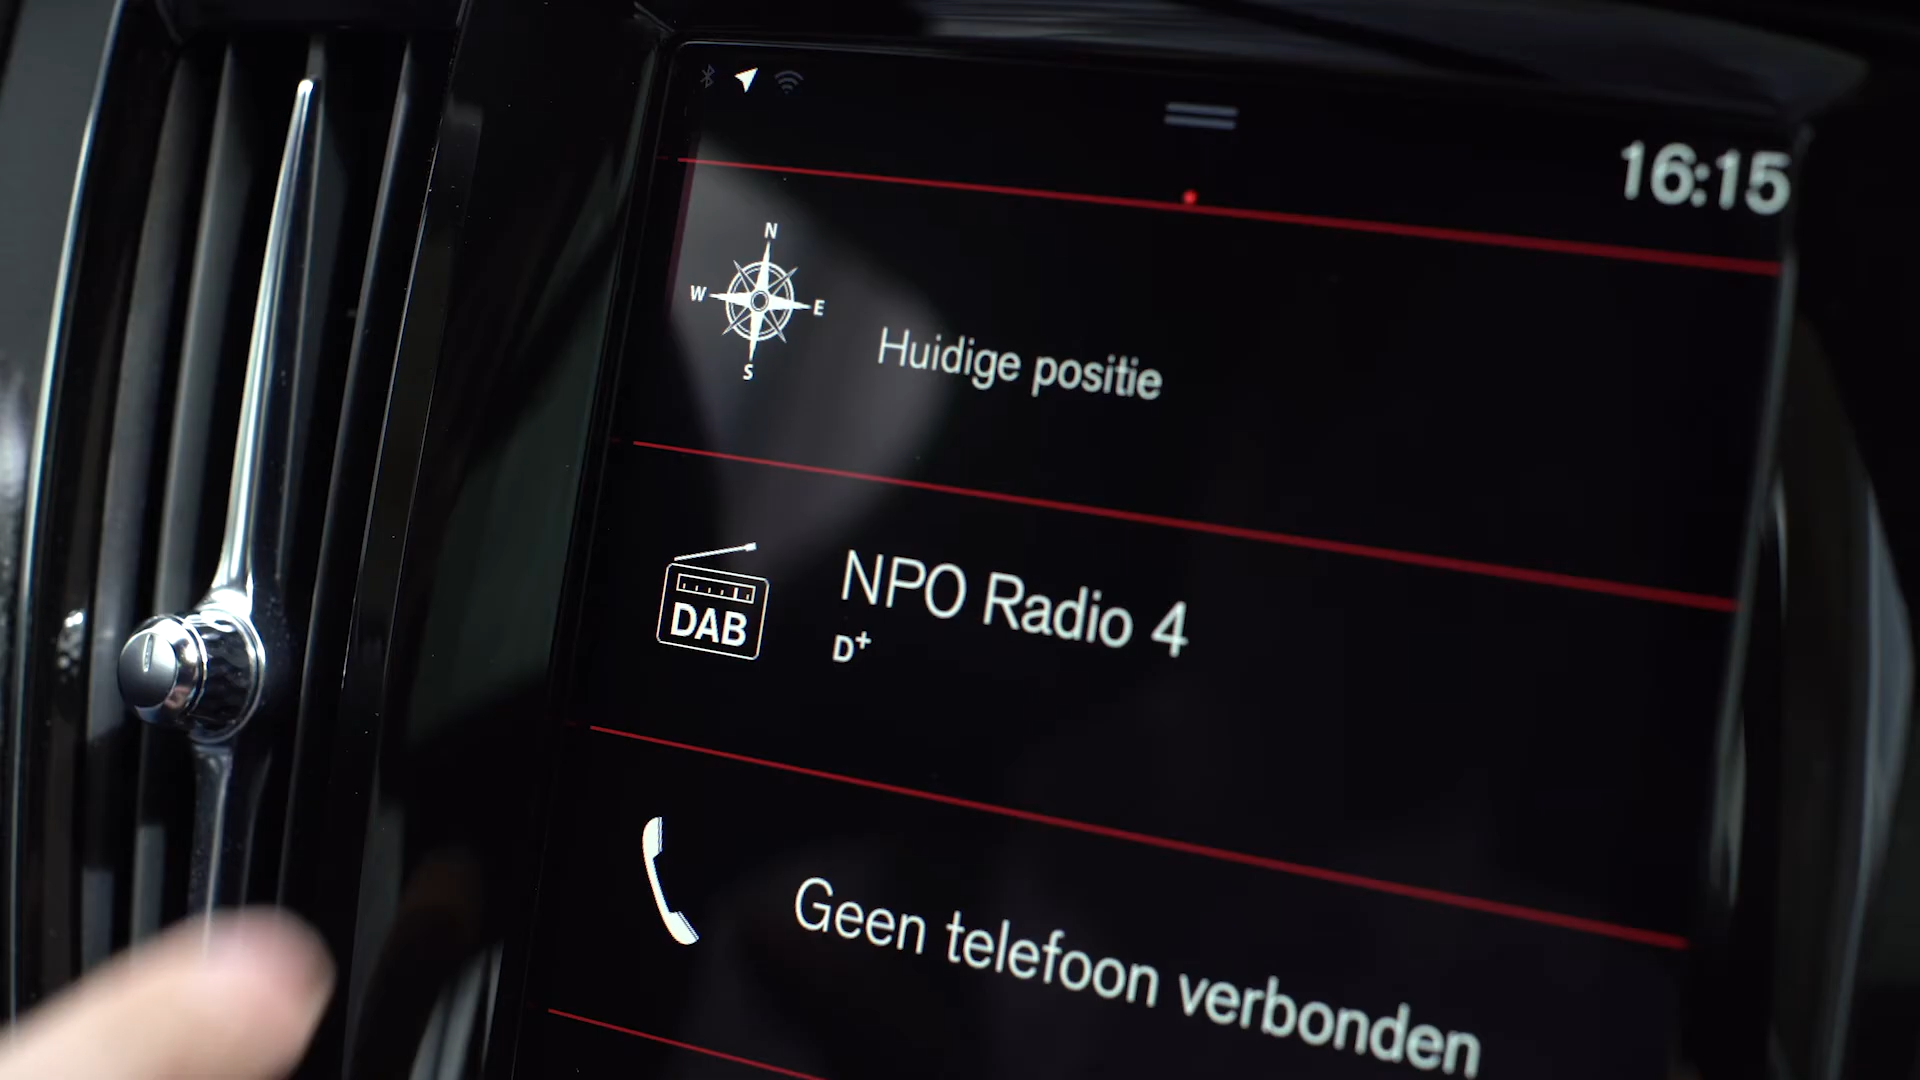 16:15
N
W E
S
Huidige positie
DAB
NPO Radio 4
D+
Geen telefoon verbonden